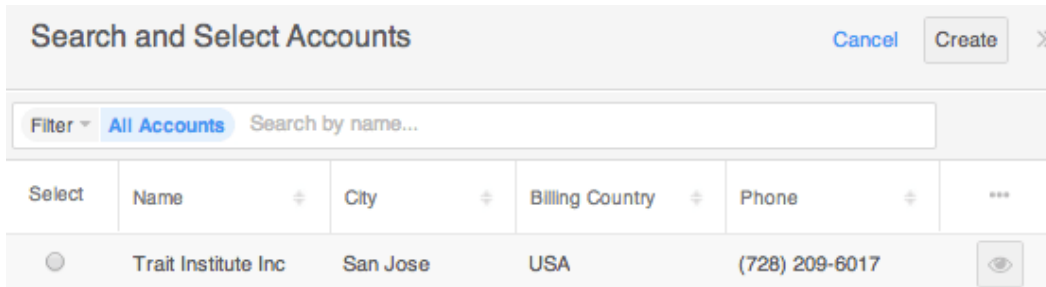 Search and Select Accounts Cancel Create
Filter All Accounts Search by name...
Select Name City Billing Country Phone
Trait Institute Inc San Jose USA (728) 209-6017